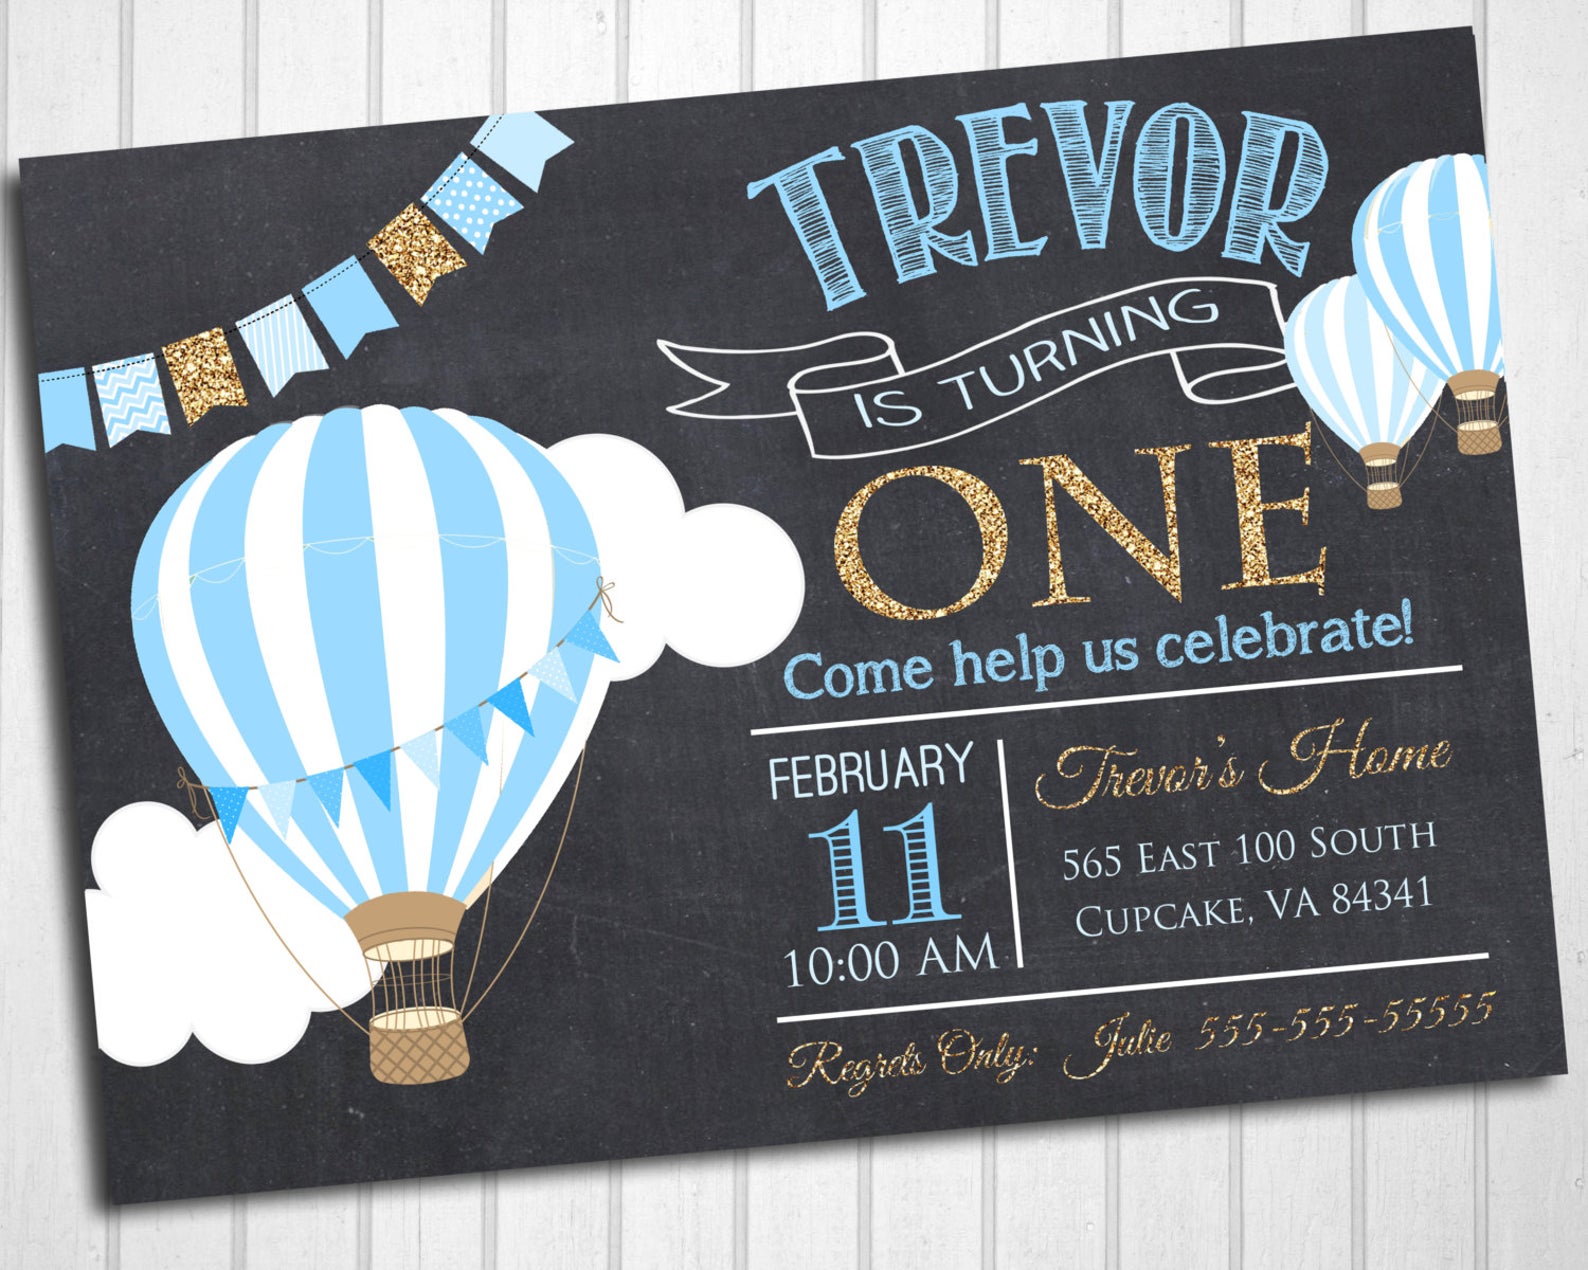 TREVOR
IS TURNING
ONE
Come help us celebrate!
FEBRUARY
11
10:00 AM
Trevor's Home
565 East 100 South
Cupcake, VA 84341
Regrets Only: Julie 555-555-55555